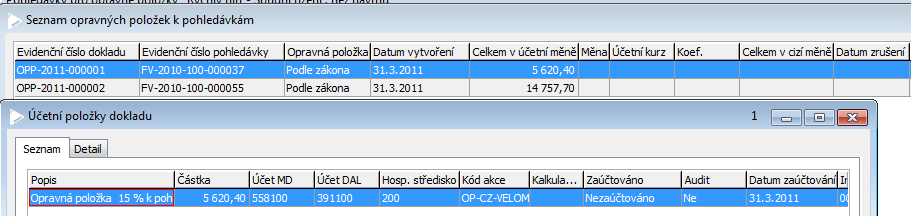 Seznam opravných položek k pohledávkám
Evidenční číslo dokladu Evidenční číslo pohledávky Opravná položka Datum vytvoření Celkem v účetní měně Měna Účetní kurz Koef. Celkem v cizí měně Datum zrušení
OPP-2011-000001 FV-2010-100-000037 Podle zákona 31.3.2011 5 620,40
OPP-2011-000002 FV-2010-100-000055 Podle zákona 31.3.2011 14 757,70
Účetní položky dokladu 1
Seznam Detail
Popis Částka Účet MD Účet DAL Hosp. středisko Kód akce Kalkula... Zaúčtováno Audit Datum zaúčtování
Opravná položka 15 % k poh 5 620,40 558100 391100 200 OP-CZ-VELOM Nezaúčtováno Ne 31.3.2011